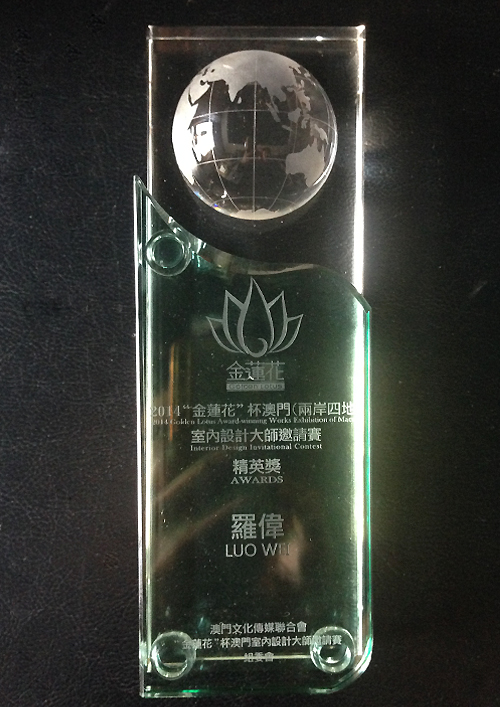 金蓮花
GOLDEN LOTUS
2014“金蓮花”杯澳門(兩岸四地
2014 Golden Lotus Award-winning Works Exhibition of Mac
室內設計大師邀請賽
Interior Design Invitational Contest
精英獎
AWARDS
羅偉
LUO WEI
澳門文化傳媒聯合會
金蓮花”杯澳門室內設計大師邀請賽
組委會